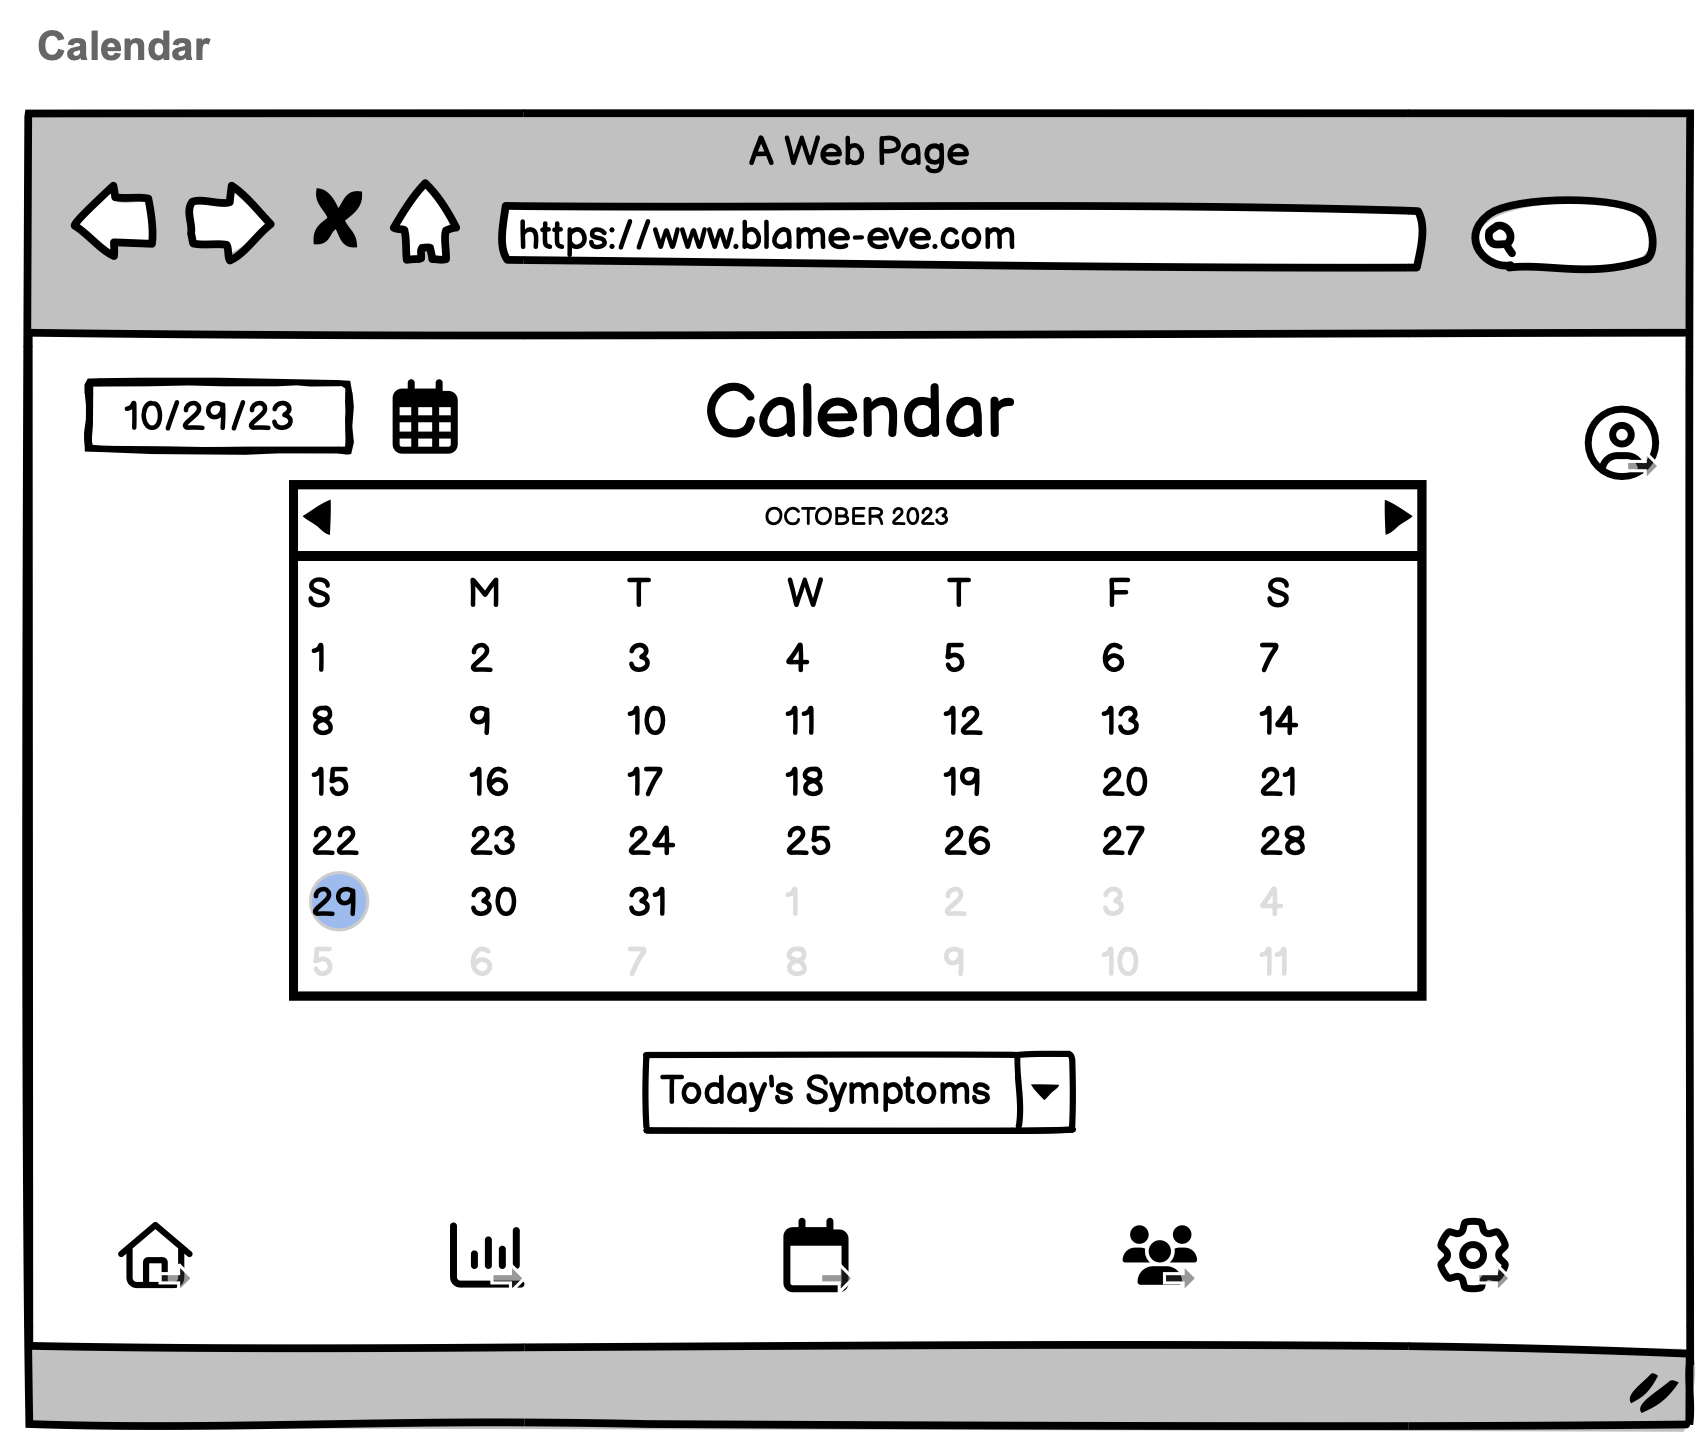 Calendar
A Web Page
https://www.blame-eve.com
10/29/23
Calendar
OCTOBER 2023
S M T W T F S
1 2 3 4 5 6 7
8 9 10 11 12 13 14
15 16 17 18 19 20 21
22 23 24 25 26 27 28
29 30 31 1 2 3 4
5 6 7 8 9 10 11
Today's Symptoms